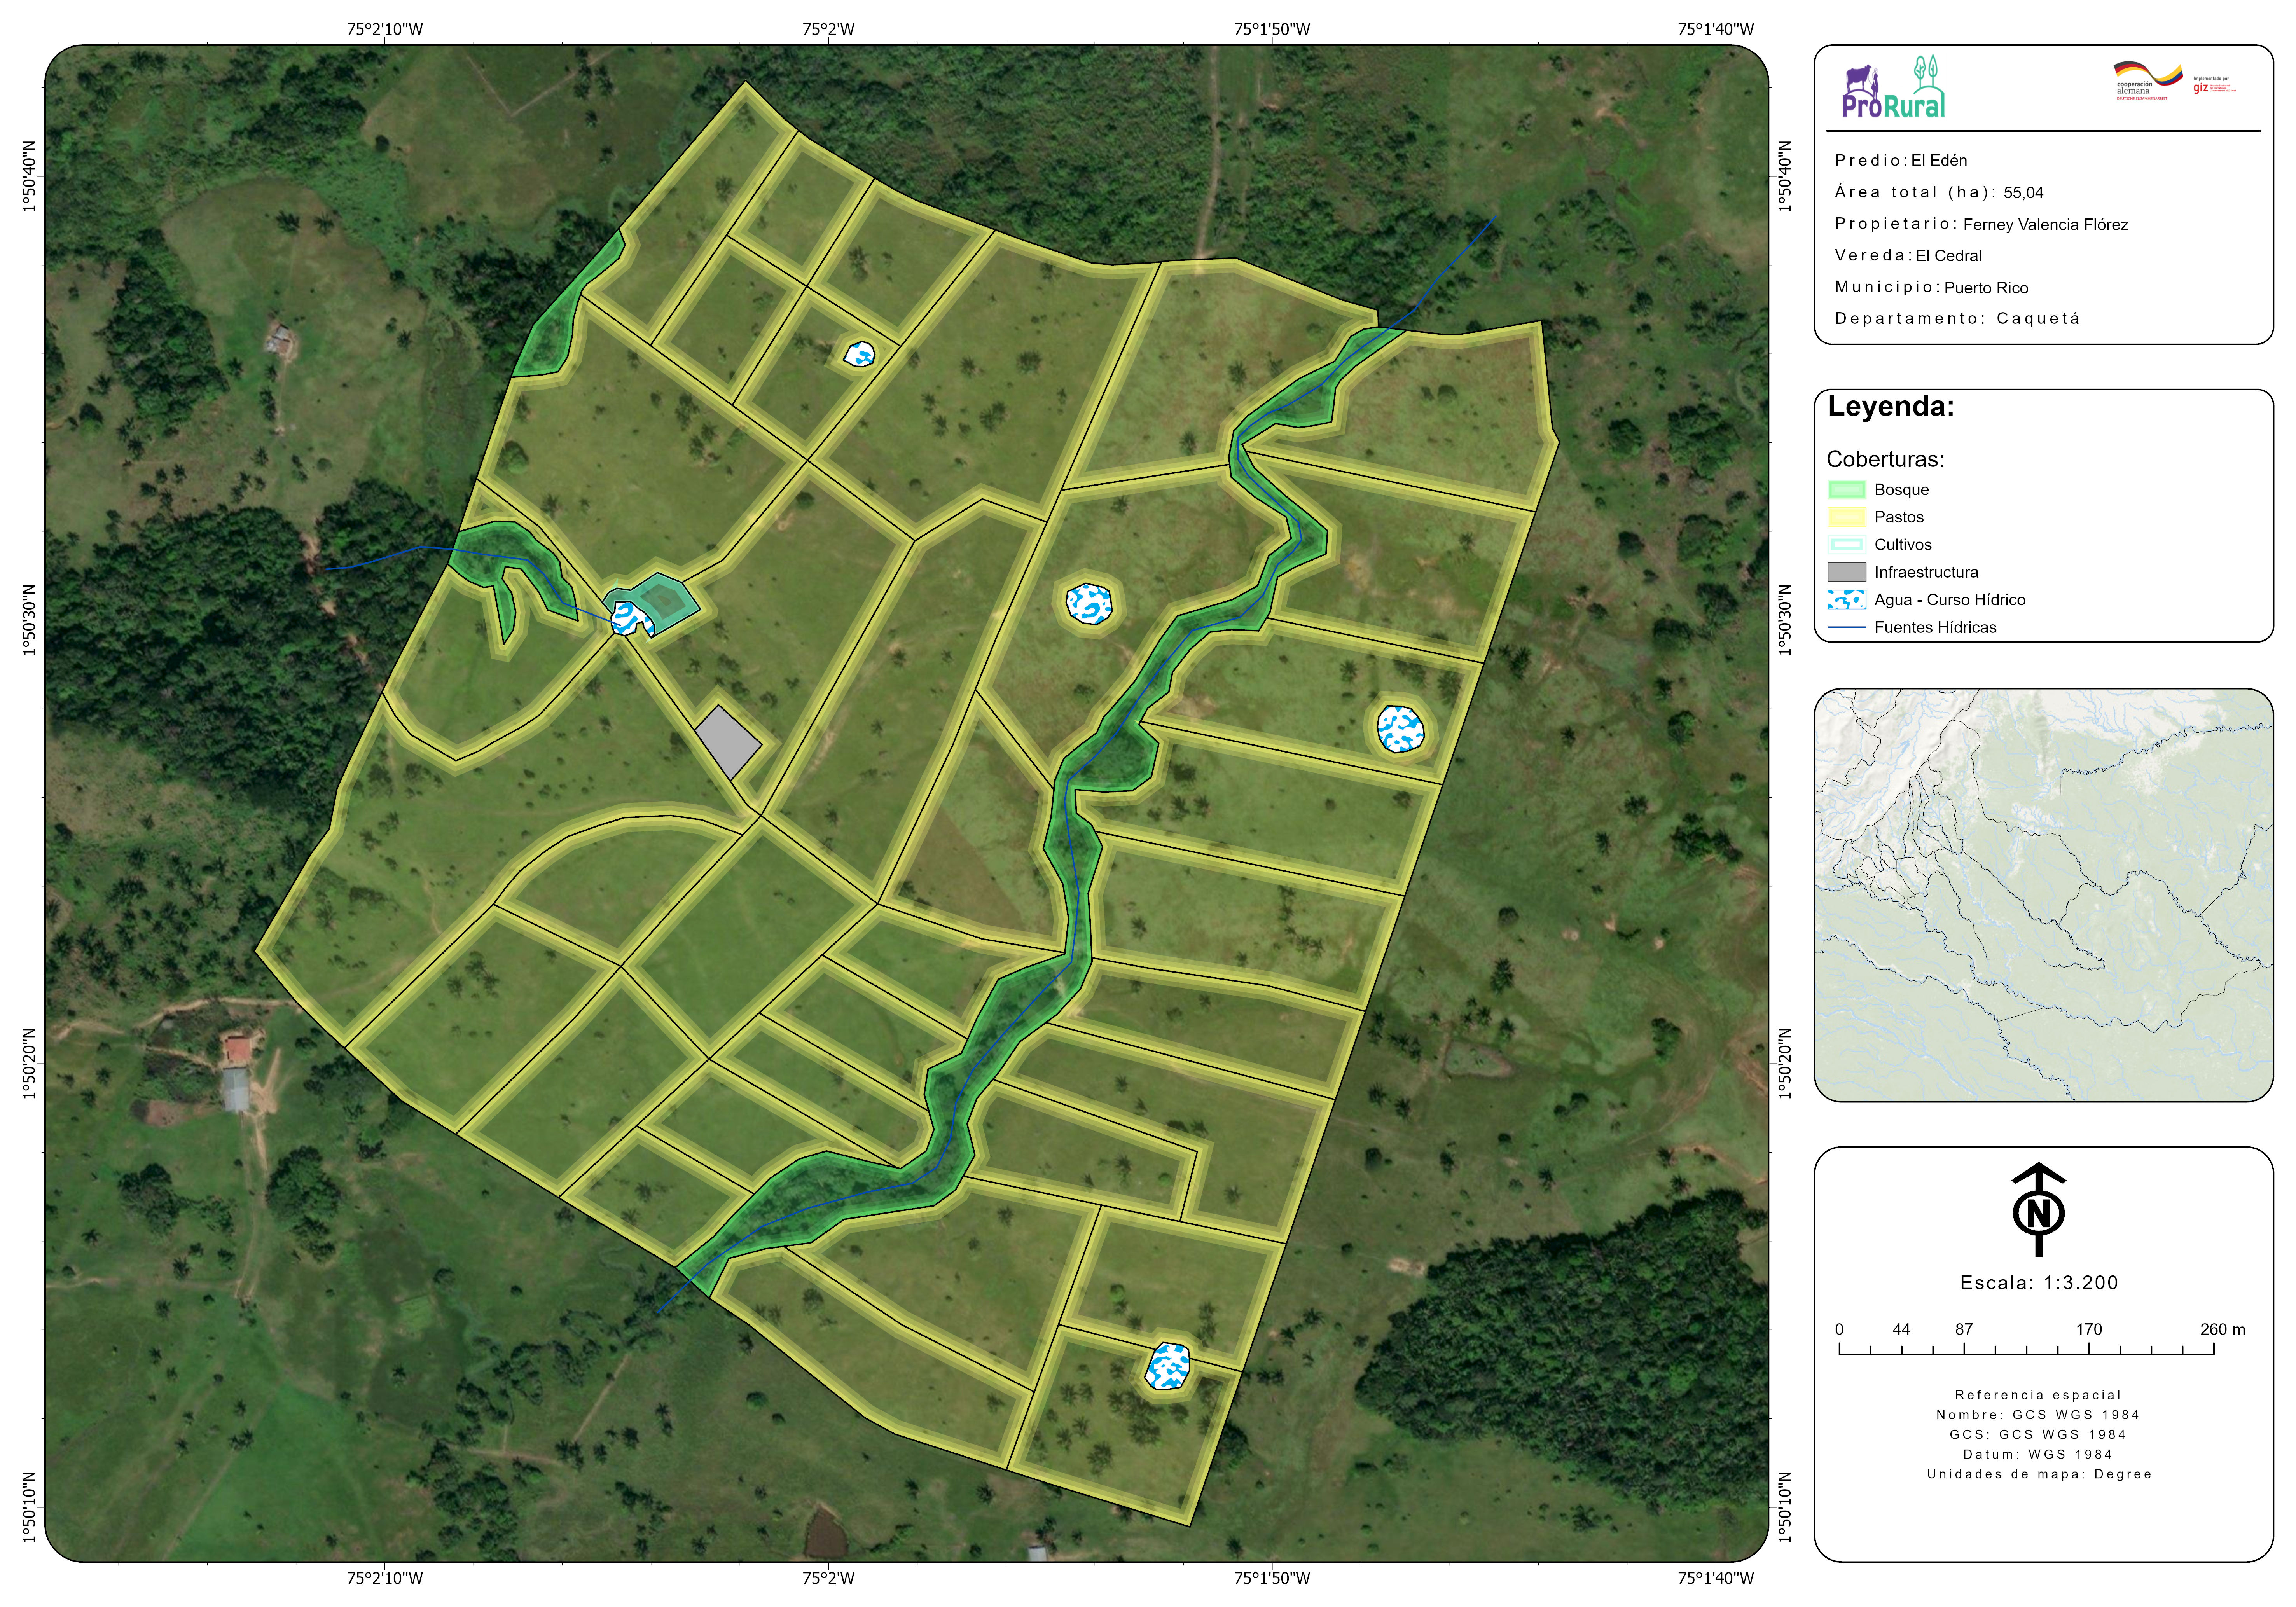 75°2'10"W
75°2'W
75°1'50"W
75°1'40"W
1°50'40"N
1°50'30"N
1°50'20"N
1°50'10"N
1°50'40"N
1°50'30"N
1°50'20"N
1°50'10"N
75°2'10"W
75°2'W
75°1'50"W
75°1'40"W
ProRural
cooperación
alemana
DEUTSCHE ZUSAMMENARBEIT
Implementada por
giz
Predio: El Edén
Área total (ha): 55,04
Propietario: Ferney Valencia Flórez
Vereda: El Cedral
Municipio: Puerto Rico
Departamento: Caquetá
Leyenda:
Coberturas:
Bosque
Pastos
Cultivos
Infraestructura
Agua - Curso Hídrico
Fuentes Hídricas
N
Escala: 1:3.200
0 44 87 170 260 m
Referencia espacial
Nombre: GCS WGS 1984
GCS: GCS WGS 1984
Datum: WGS 1984
Unidades de mapa: Degree